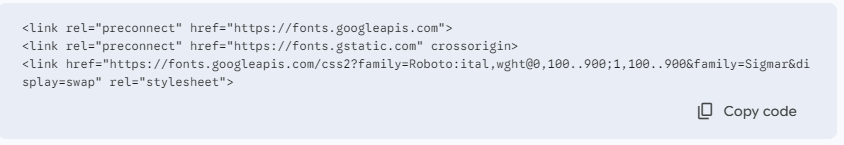 <link rel="preconnect" href="https://fonts.googleapis.com">
<link rel="preconnect" href="https://fonts.gstatic.com" crossorigin>
<link href="https://fonts.googleapis.com/css2?family=Roboto:ital,wght@0,100..900;1,100..900&family=Sigmar&di
splay=swap" rel="stylesheet">
Copy code